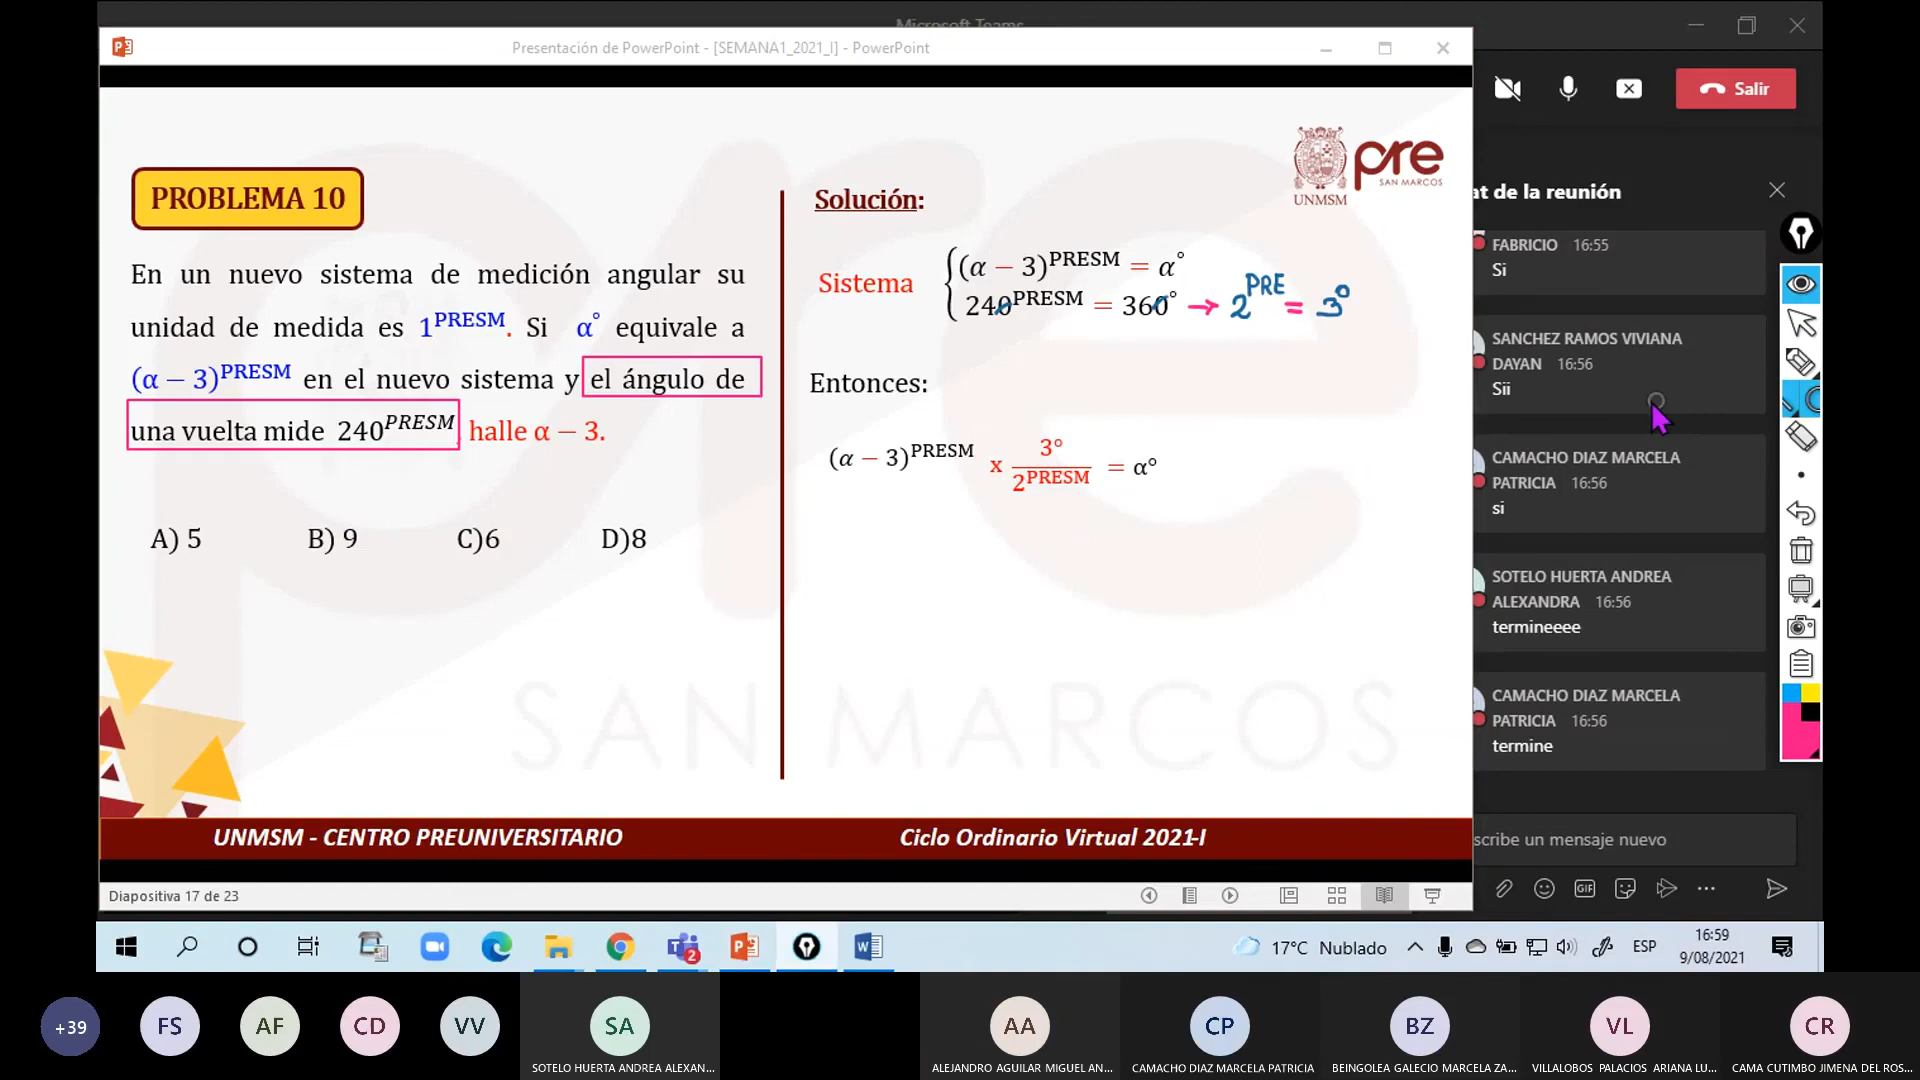 Microsoft Teams
Presentación de PowerPoint - [SEMANA1_2021_I] - PowerPoint
Salir
at de la reunión
FABRICIO 16:55
Si
SANCHEZ RAMOS VIVIANA
DAYAN 16:56
Sii
CAMACHO DIAZ MARCELA
PATRICIA 16:56
si
SOTELO HUERTA ANDREA
ALEXANDRA 16:56
termineeee
CAMACHO DIAZ MARCELA
PATRICIA 16:56
termine
scribe un mensaje nuevo
GIF
UNMSM
pre
SAN MARCOS
PROBLEMA 10
En un nuevo sistema de medición angular su
unidad de medida es 1^PRESM. Si α° equivale a
(α − 3)^PRESM en el nuevo sistema y el ángulo de
una vuelta mide 240^PRESM, halle α − 3.
A) 5 B) 9 C)6 D)8
Solución:
Sistema
(α − 3)^PRESM = α°
240^PRESM = 360° → 2^PRE = 3°
Entonces:
(α − 3)^PRESM x 3°/2^PRESM = α°
SAN MARCOS
UNMSM - CENTRO PREUNIVERSITARIO Ciclo Ordinario Virtual 2021-I
Diapositiva 17 de 23
2
17°C Nublado
ESP
16:59
9/08/2021
+39
FS
AF
CD
VV
SA
AA
CP
BZ
VL
CR
SOTELO HUERTA ANDREA ALEXAN...
ALEJANDRO AGUILAR MIGUEL AN...
CAMACHO DIAZ MARCELA PATRICIA
BEINGOLEA GALECIO MARCELA ZA...
VILLALOBOS PALACIOS ARIANA LU...
CAMA CUTIMBO JIMENA DEL ROS...